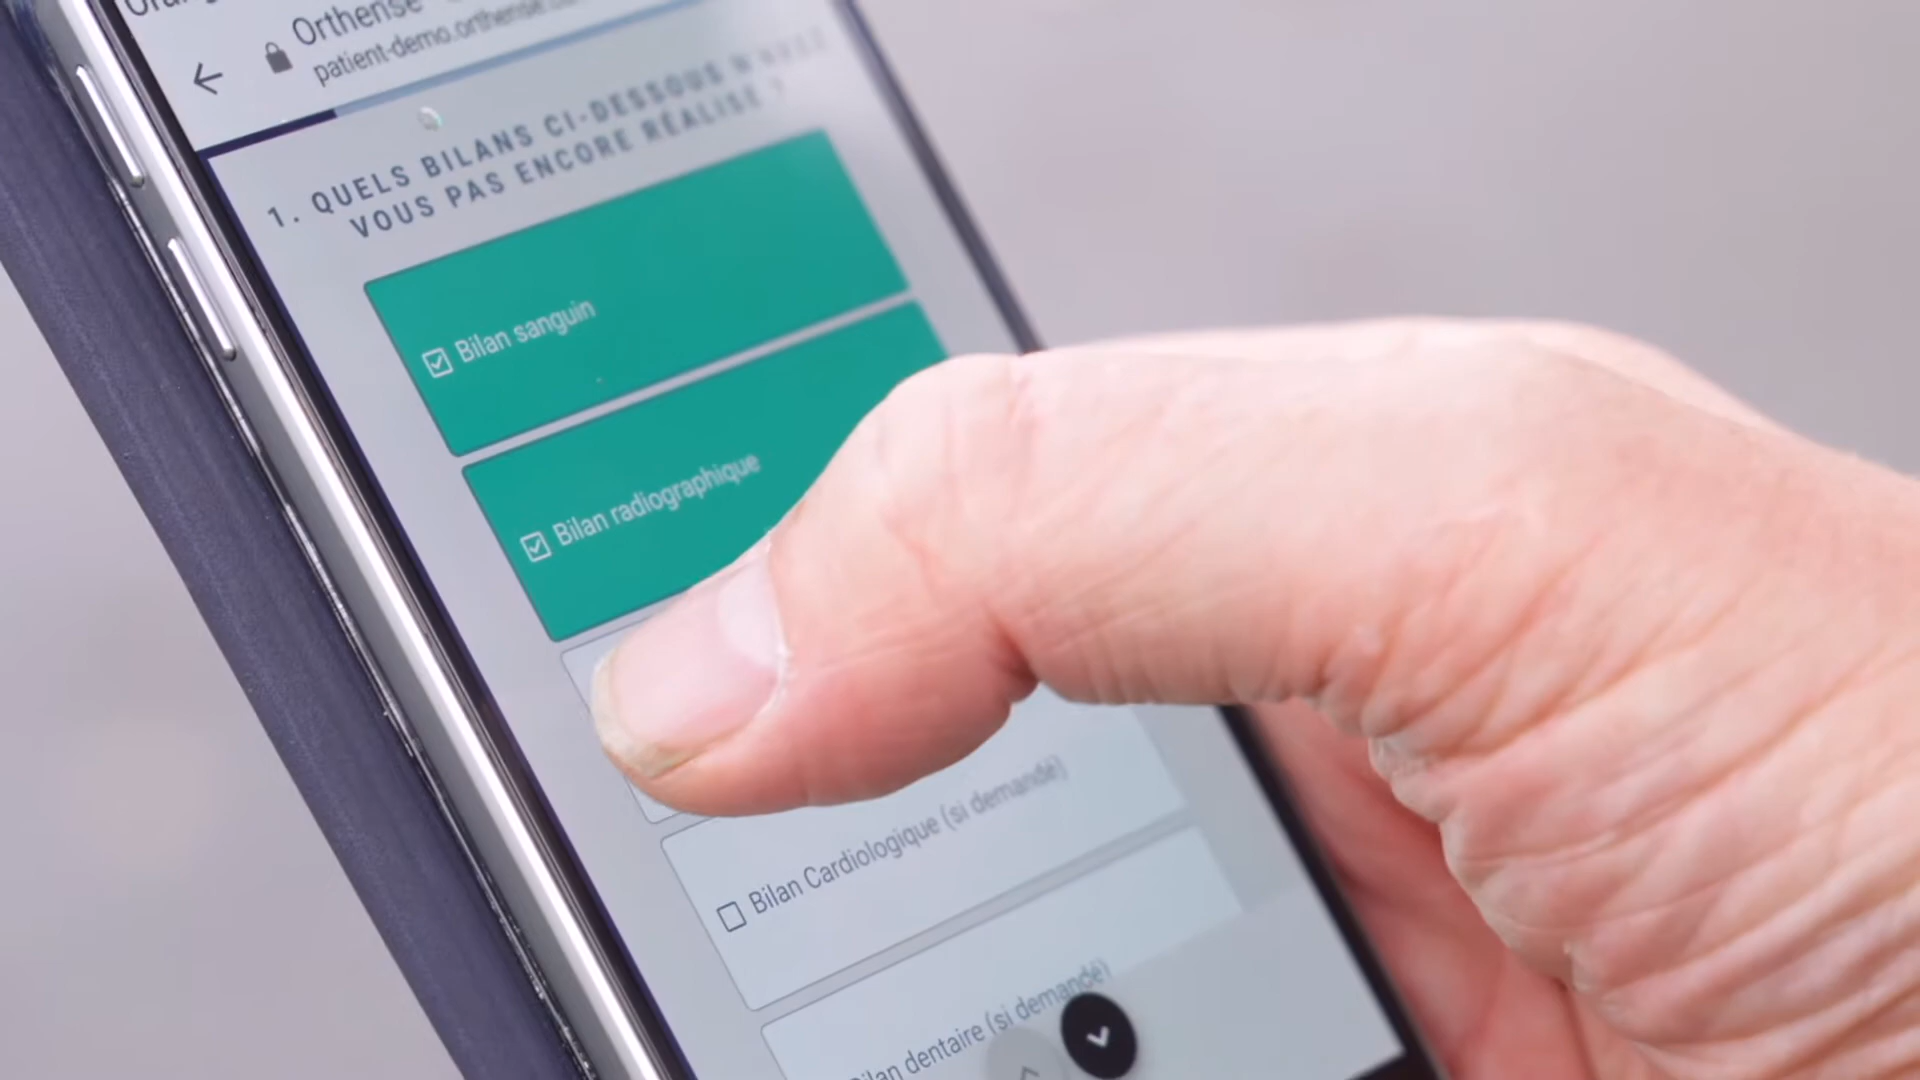 Orthense
patient-demo.orthense.
1. QUELS BILANS CI-DESSOUS N'AVEZ
VOUS PAS ENCORE RÉALISÉ ?
Bilan sanguin
Bilan radiographique
Bilan Cardiologique (si demandé)
Bilan dentaire (si demandé)